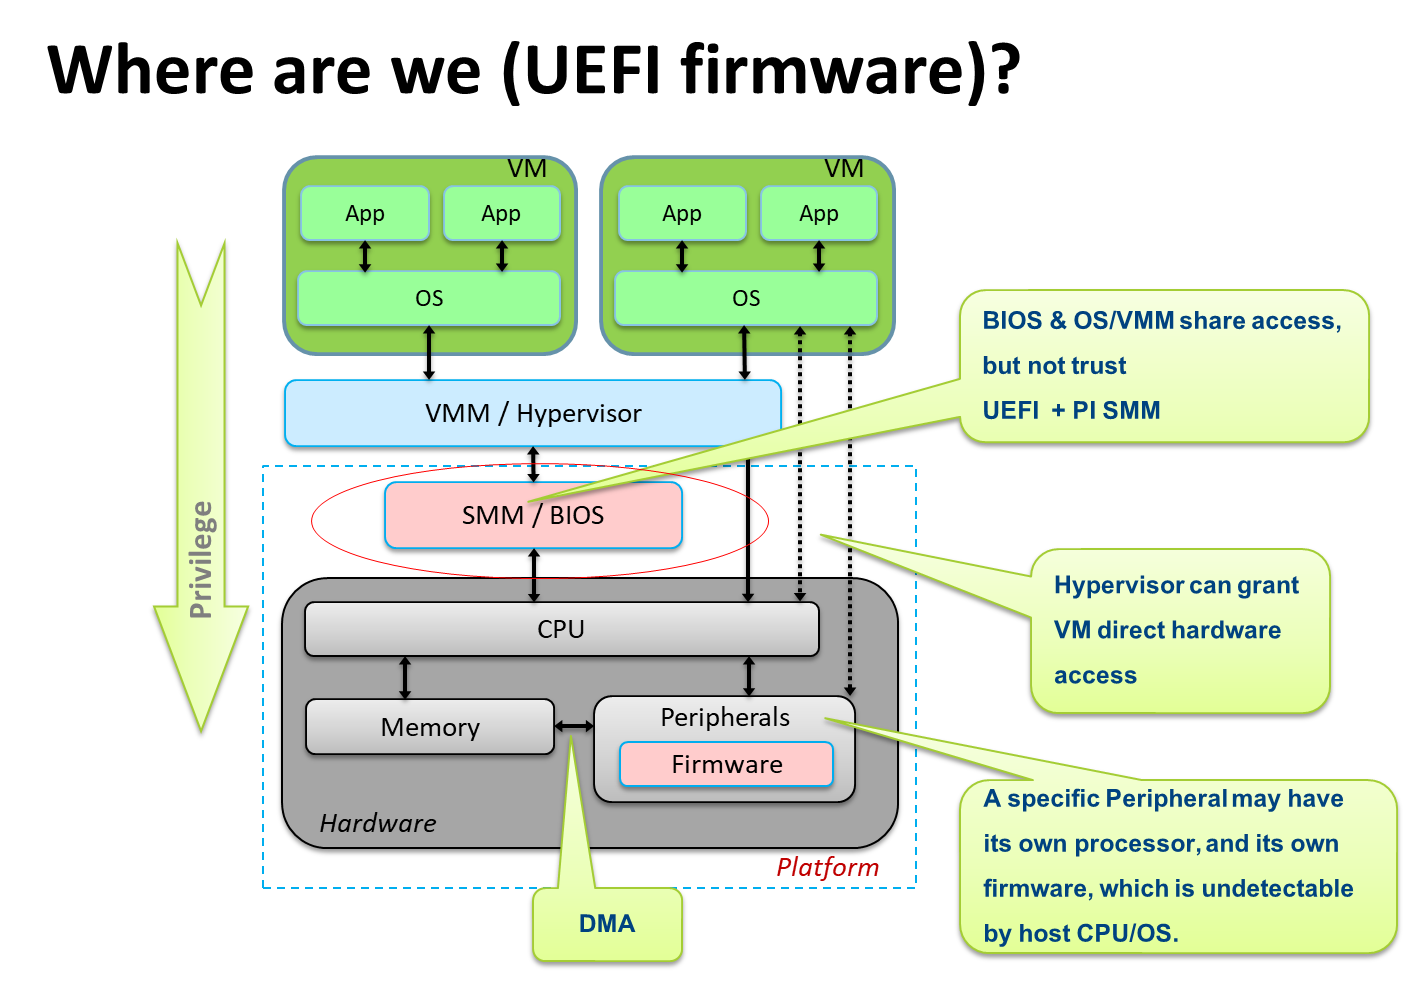 Where are we (UEFI firmware)?
VM
VM
App
App
App
App
OS
OS
Privilege
VMM / Hypervisor
BIOS & OS/VMM share access,
but not trust
UEFI + PI SMM
SMM / BIOS
Hypervisor can grant
VM direct hardware
access
CPU
Memory
Peripherals
Firmware
Hardware
Platform
A specific Peripheral may have
its own processor, and its own
firmware, which is undetectable
by host CPU/OS.
DMA